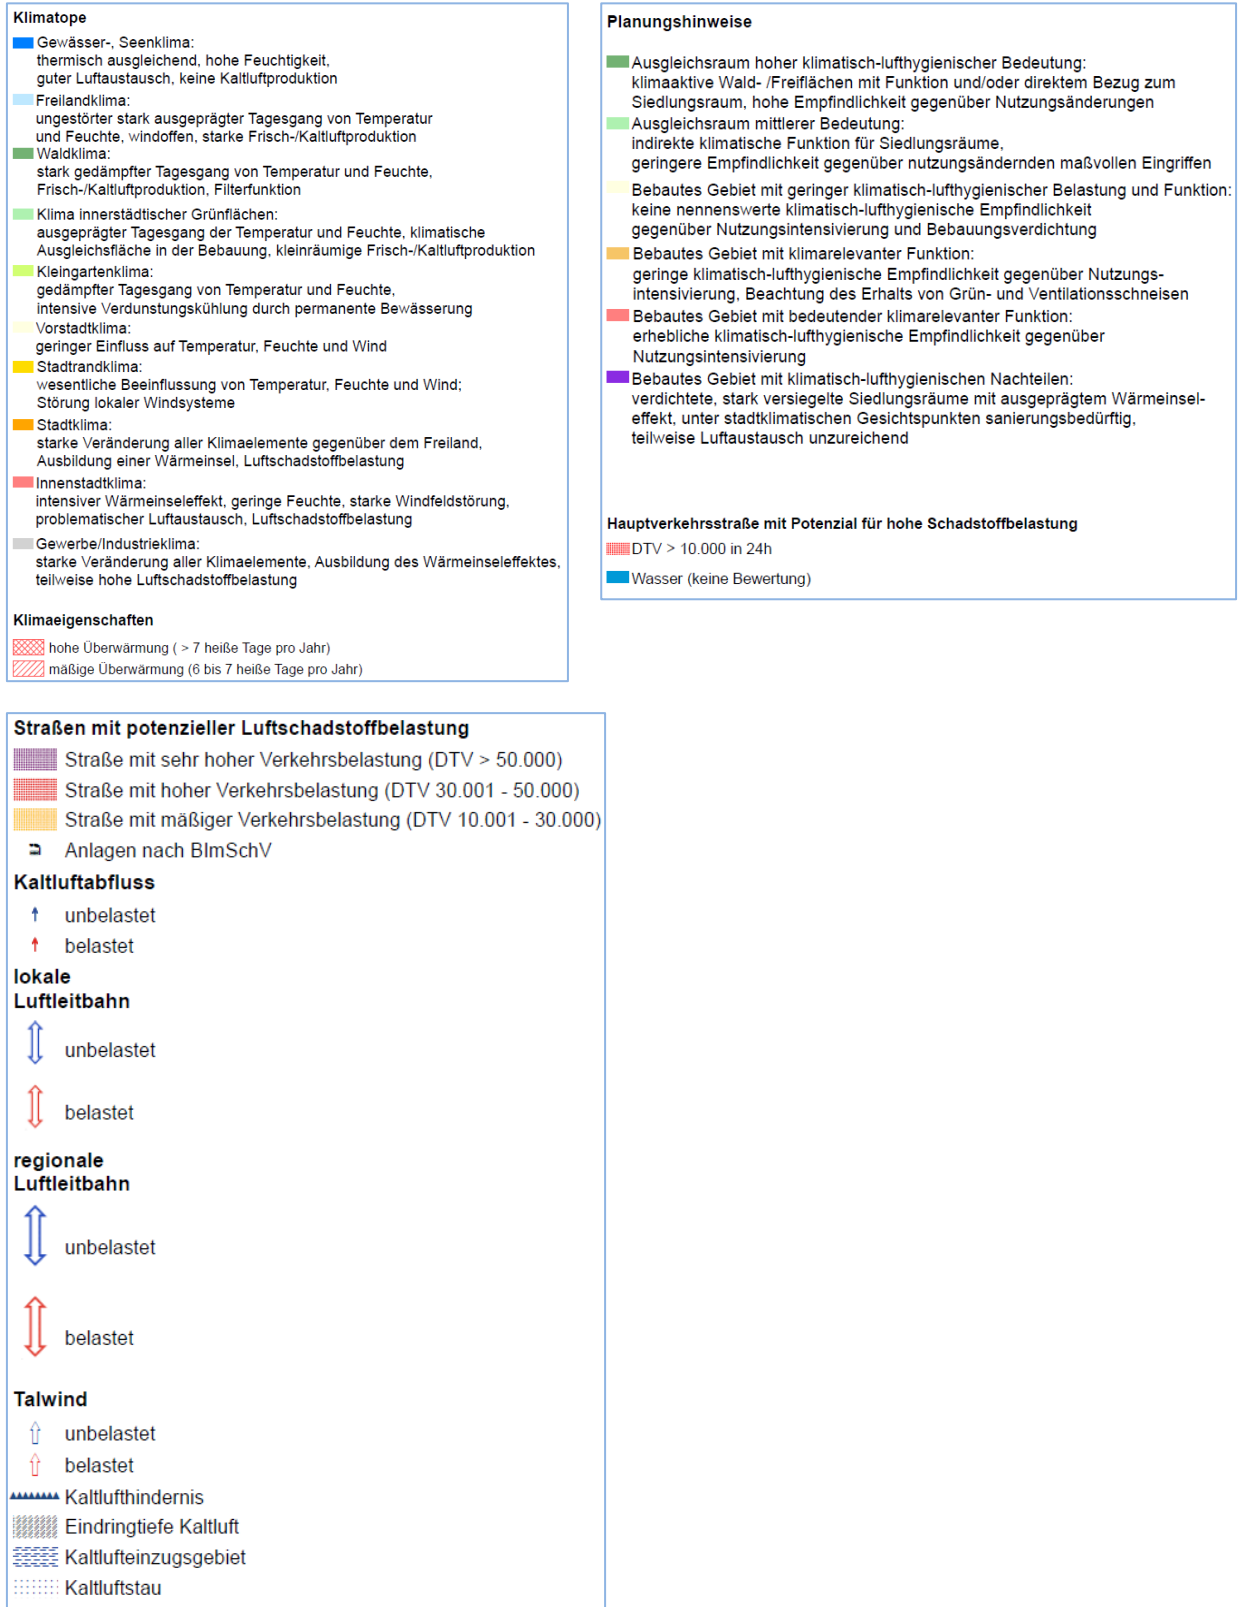 Klimatope
Gewässer-, Seenklima:
thermisch ausgleichend, hohe Feuchtigkeit,
guter Luftaustausch, keine Kaltluftproduktion
Freilandklima:
ungestörter stark ausgeprägter Tagesgang von Temperatur
und Feuchte, windoffen, starke Frisch-/Kaltluftproduktion
Waldklima:
stark gedämpfter Tagesgang von Temperatur und Feuchte,
Frisch-/Kaltluftproduktion, Filterfunktion
Klima innerstädtischer Grünflächen:
ausgeprägter Tagesgang der Temperatur und Feuchte, klimatische
Ausgleichsfläche in der Bebauung, kleinräumige Frisch-/Kaltluftproduktion
Kleingartenklima:
gedämpfter Tagesgang von Temperatur und Feuchte,
intensive Verdunstungskühlung durch permanente Bewässerung
Vorstadtklima:
geringer Einfluss auf Temperatur, Feuchte und Wind
Stadtrandklima:
wesentliche Beeinflussung von Temperatur, Feuchte und Wind;
Störung lokaler Windsysteme
Stadtklima:
starke Veränderung aller Klimaelemente gegenüber dem Freiland,
Ausbildung einer Wärmeinsel, Luftschadstoffbelastung
Innenstadtklima:
intensiver Wärmeinseleffekt, geringe Feuchte, starke Windfeldstörung,
problematischer Luftaustausch, Luftschadstoffbelastung
Gewerbe/Industrieklima:
starke Veränderung aller Klimaelemente, Ausbildung des Wärmeinseleffektes,
teilweise hohe Luftschadstoffbelastung
Klimaeigenschaften
hohe Überwärmung ( > 7 heiße Tage pro Jahr)
mäßige Überwärmung (6 bis 7 heiße Tage pro Jahr)
Planungshinweise
Ausgleichsraum hoher klimatisch-lufthygienischer Bedeutung:
klimaaktive Wald- /Freiflächen mit Funktion und/oder direktem Bezug zum
Siedlungsraum, hohe Empfindlichkeit gegenüber Nutzungsänderungen
Ausgleichsraum mittlerer Bedeutung:
indirekte klimatische Funktion für Siedlungsräume,
geringere Empfindlichkeit gegenüber nutzungsändernden maßvollen Eingriffen
Bebautes Gebiet mit geringer klimatisch-lufthygienischer Belastung und Funktion:
keine nennenswerte klimatisch-lufthygienische Empfindlichkeit
gegenüber Nutzungsintensivierung und Bebauungsverdichtung
Bebautes Gebiet mit klimarelevanter Funktion:
geringe klimatisch-lufthygienische Empfindlichkeit gegenüber Nutzungs-
intensivierung, Beachtung des Erhalts von Grün- und Ventilationsschneisen
Bebautes Gebiet mit bedeutender klimarelevanter Funktion:
erhebliche klimatisch-lufthygienische Empfindlichkeit gegenüber
Nutzungsintensivierung
Bebautes Gebiet mit klimatisch-lufthygienischen Nachteilen:
verdichtete, stark versiegelte Siedlungsräume mit ausgeprägtem Wärmeinsel-
effekt, unter stadtklimatischen Gesichtspunkten sanierungsbedürftig,
teilweise Luftaustausch unzureichend
Hauptverkehrsstraße mit Potenzial für hohe Schadstoffbelastung
DTV > 10.000 in 24h
Wasser (keine Bewertung)
Straßen mit potenzieller Luftschadstoffbelastung
Straße mit sehr hoher Verkehrsbelastung (DTV > 50.000)
Straße mit hoher Verkehrsbelastung (DTV 30.001 - 50.000)
Straße mit mäßiger Verkehrsbelastung (DTV 10.001 - 30.000)
Anlagen nach BImSchV
Kaltluftabfluss
unbelastet
belastet
lokale
Luftleitbahn
unbelastet
belastet
regionale
Luftleitbahn
unbelastet
belastet
Talwind
unbelastet
belastet
Kaltlufthindernis
Eindringtiefe Kaltluft
Kaltlufteinzugsgebiet
Kaltluftstau